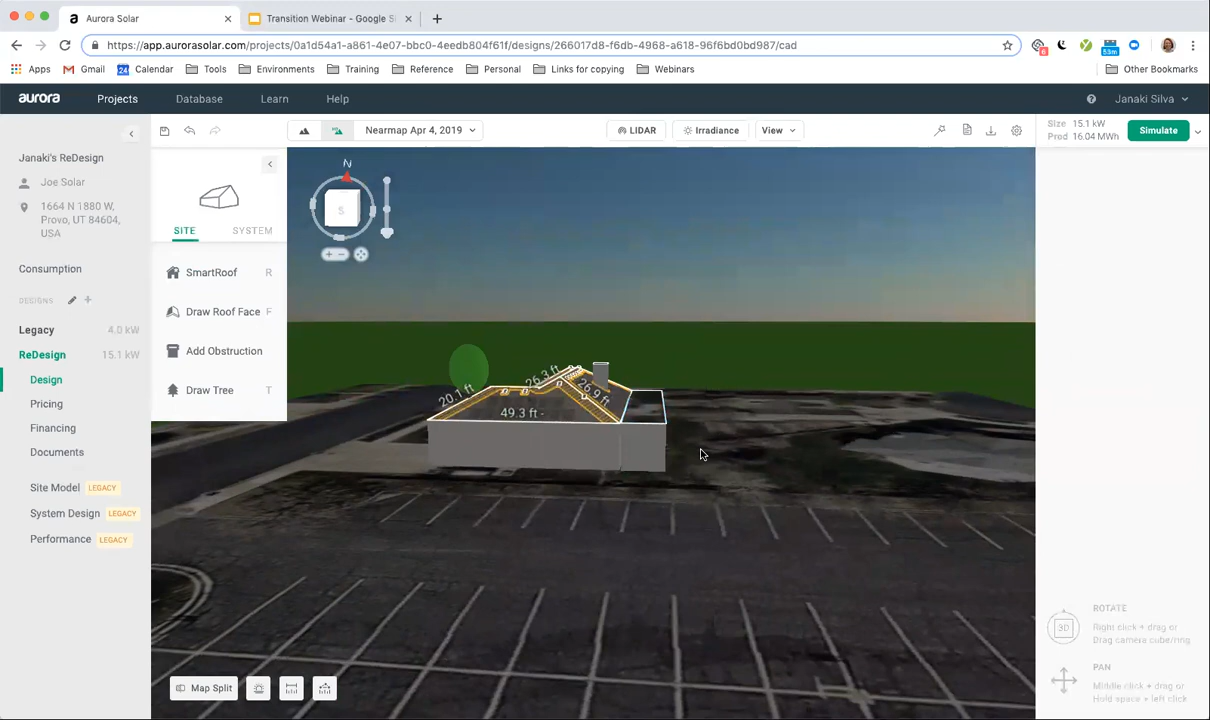 Aurora Solar
Transition Webinar - Google S
https://app.aurorasolar.com/projects/0a1d54a1-a861-4e07-bbc0-4eedb804f61f/designs/266017d8-f6db-4968-a618-96f6bd0bd987/cad
6
53m
Apps Gmail Calendar Tools Environments Training Reference Personal Links for copying Webinars Other Bookmarks
aurora Projects Database Learn Help Janaki Silva
Nearmap Apr 4, 2019 LIDAR Irradiance View
Size 15.1 kW
Prod 16.04 MWh
Simulate
Janaki's ReDesign
Joe Solar
1664 N 1880 W,
Provo, UT 84604,
USA
Consumption
DESIGNS
Legacy 4.0 kW
ReDesign 15.1 kW
Design
Pricing
Financing
Documents
Site Model LEGACY
System Design LEGACY
Performance LEGACY
SITE SYSTEM
SmartRoof R
Draw Roof Face F
Add Obstruction
Draw Tree T
N
S
20.1 ft
26.3 ft
26.9 ft
49.3 ft
Map Split
ROTATE
3D
Right click + drag or
Drag camera cube/ring
PAN
Middle click + drag or
Hold space + left click